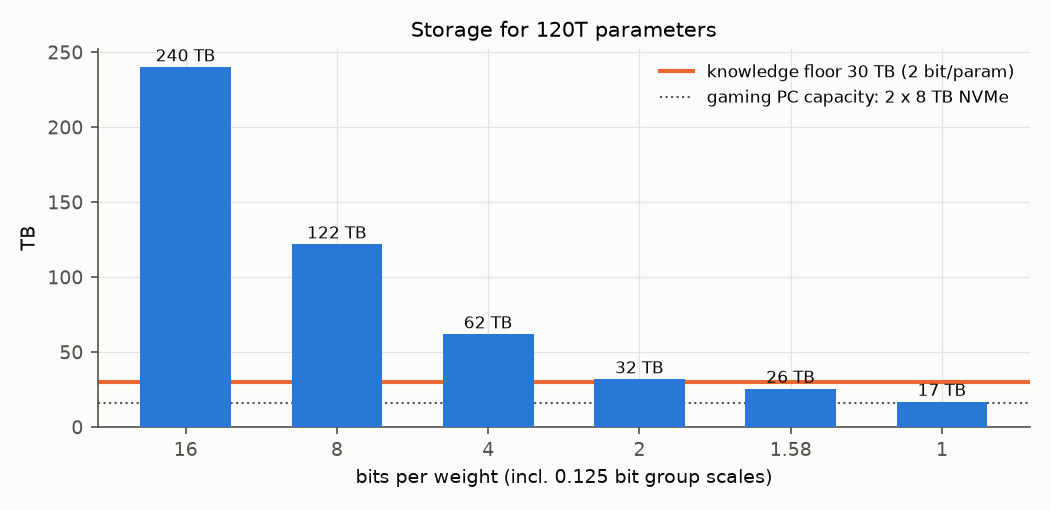 Storage for 120T parameters
knowledge floor 30 TB (2 bit/param)
gaming PC capacity: 2 x 8 TB NVMe
TB
250
200
150
100
50
0
240 TB
122 TB
62 TB
32 TB
26 TB
17 TB
16
8
4
2
1.58
1
bits per weight (incl. 0.125 bit group scales)